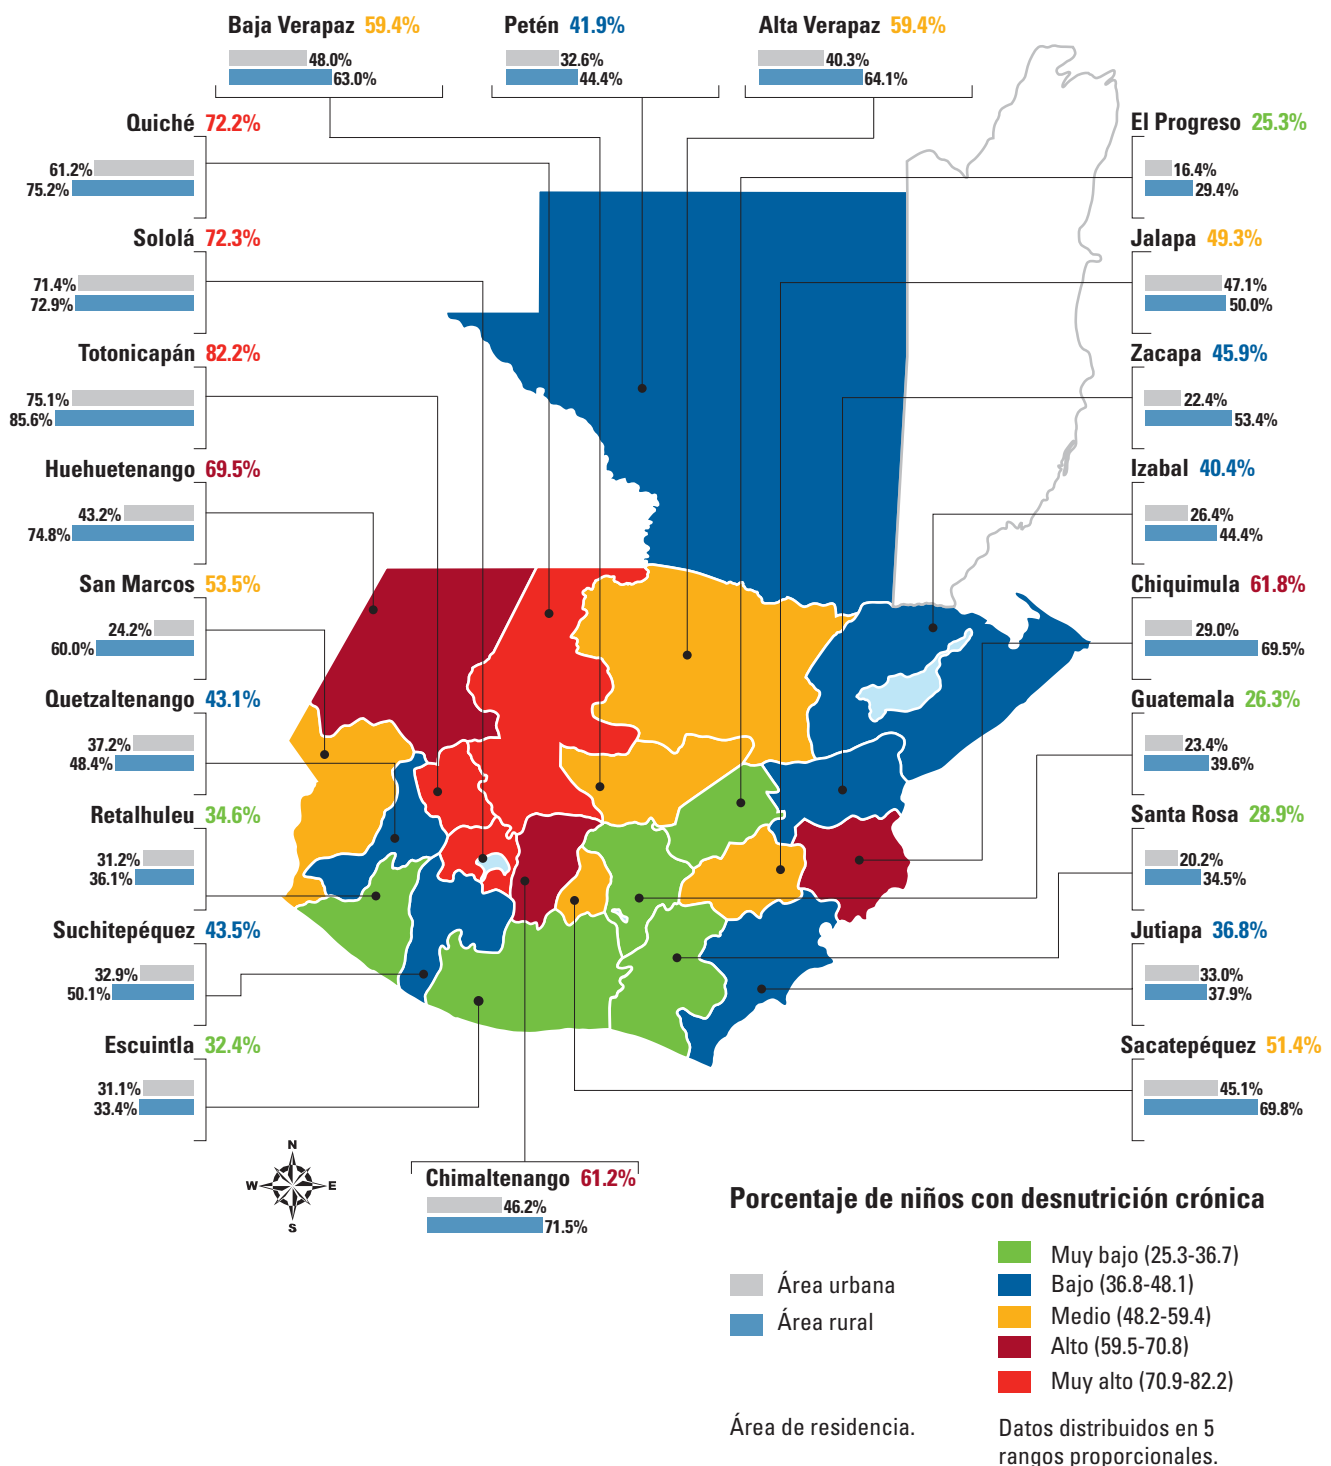 Baja Verapaz 59.4%
48.0%
63.0%
Petén 41.9%
32.6%
44.4%
Alta Verapaz 59.4%
40.3%
64.1%
Quiché 72.2%
61.2%
75.2%
Sololá 72.3%
71.4%
72.9%
Totonicapán 82.2%
75.1%
85.6%
Huehuetenango 69.5%
43.2%
74.8%
San Marcos 53.5%
24.2%
60.0%
Quetzaltenango 43.1%
37.2%
48.4%
Retalhuleu 34.6%
31.2%
36.1%
Suchitepéquez 43.5%
32.9%
50.1%
Escuintla 32.4%
31.1%
33.4%
El Progreso 25.3%
16.4%
29.4%
Jalapa 49.3%
47.1%
50.0%
Zacapa 45.9%
22.4%
53.4%
Izabal 40.4%
26.4%
44.4%
Chiquimula 61.8%
29.0%
69.5%
Guatemala 26.3%
23.4%
39.6%
Santa Rosa 28.9%
20.2%
34.5%
Jutiapa 36.8%
33.0%
37.9%
Sacatepéquez 51.4%
45.1%
69.8%
N
W E
S
Chimaltenango 61.2%
46.2%
71.5%
Porcentaje de niños con desnutrición crónica
Área urbana
Área rural
Muy bajo (25.3-36.7)
Bajo (36.8-48.1)
Medio (48.2-59.4)
Alto (59.5-70.8)
Muy alto (70.9-82.2)
Área de residencia.
Datos distribuidos en 5
rangos proporcionales.